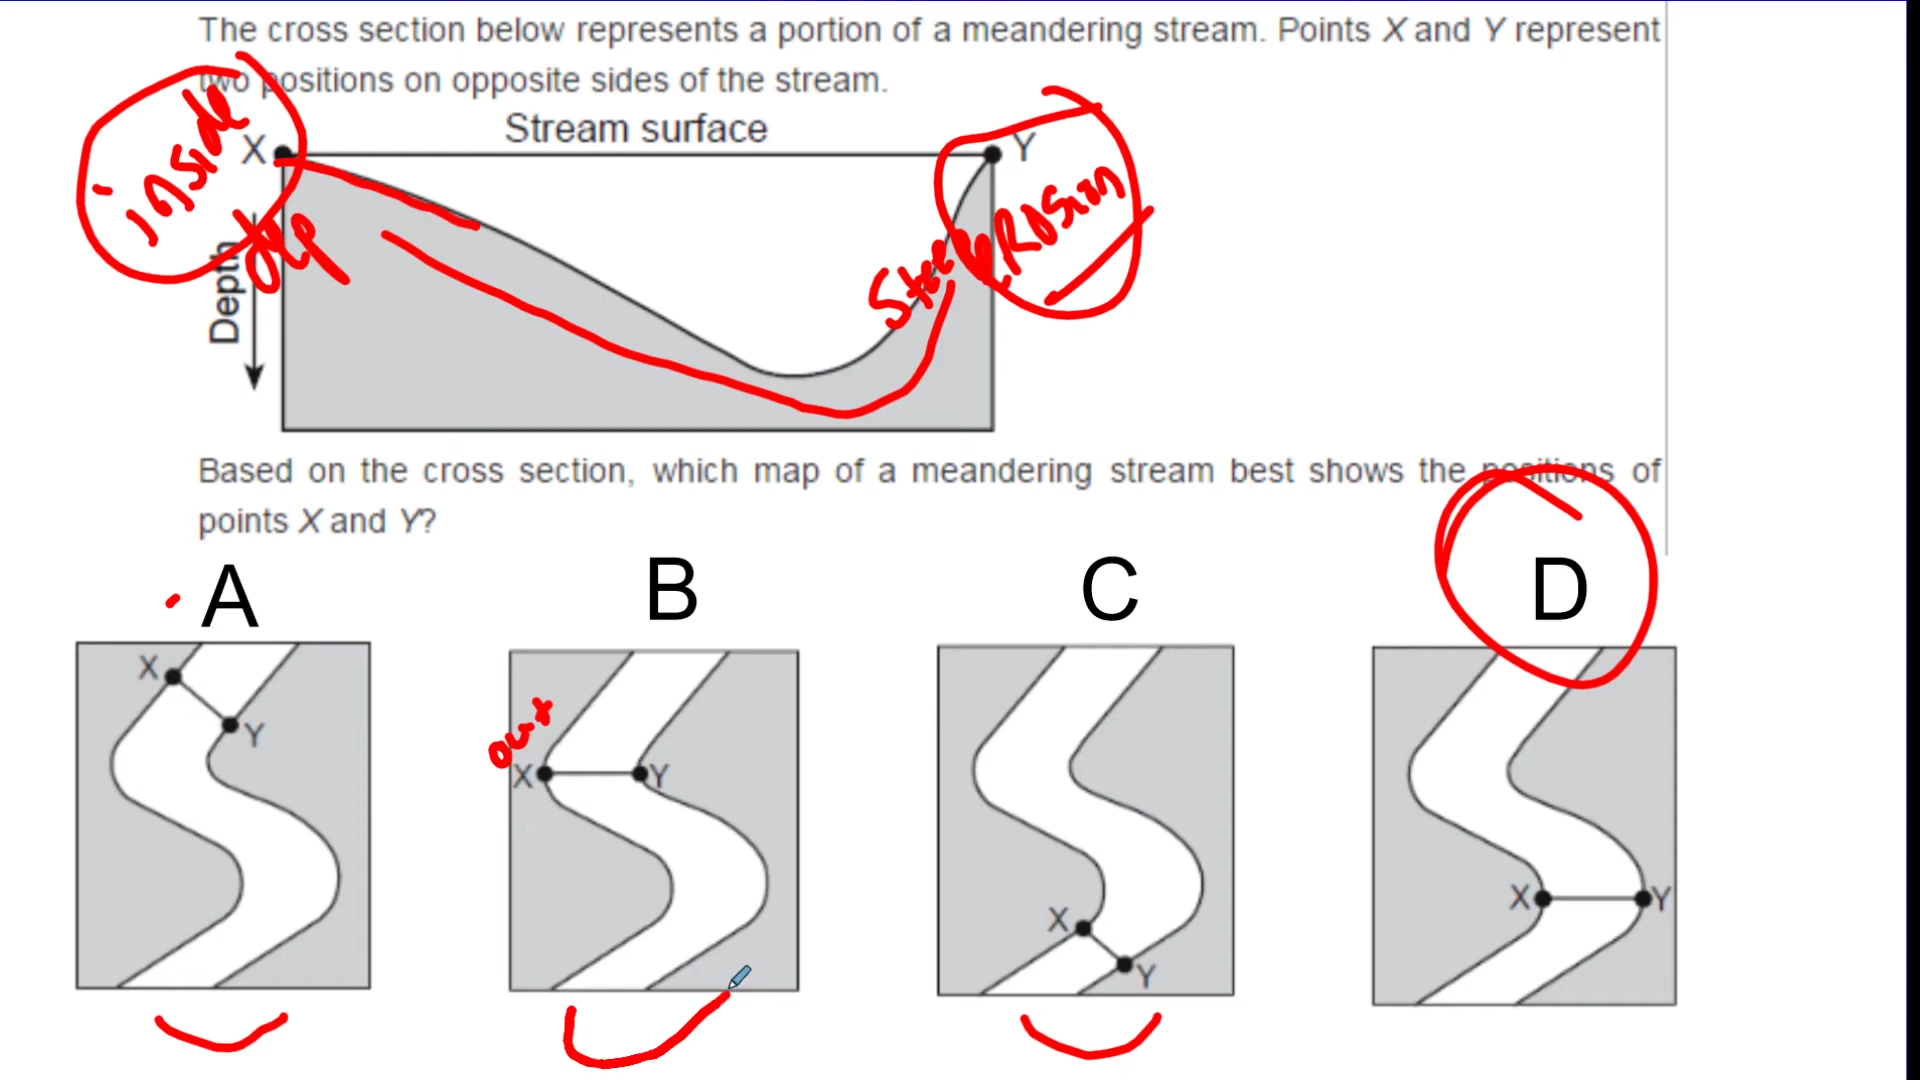 The cross section below represents a portion of a meandering stream. Points X and Y represent
two positions on opposite sides of the stream.
Stream surface
X
Y
inside
dep
Depth
Stee
erosion
Based on the cross section, which map of a meandering stream best shows the positions of
points X and Y?
A
B
C
D
X
Y
out
X
Y
X
Y
X
Y